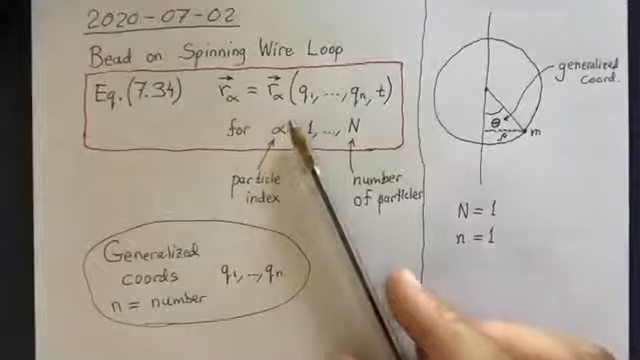 2020-07-02
Bead on Spinning Wire Loop
Eq. (7.34) r⃗α = r⃗α (q1, ..., qn, t)
for α = 1, ..., N
particle index
number of particles
Generalized
coords q1, .., qn
n = number
generalized
coord.
θ
m
ρ
N = 1
n = 1